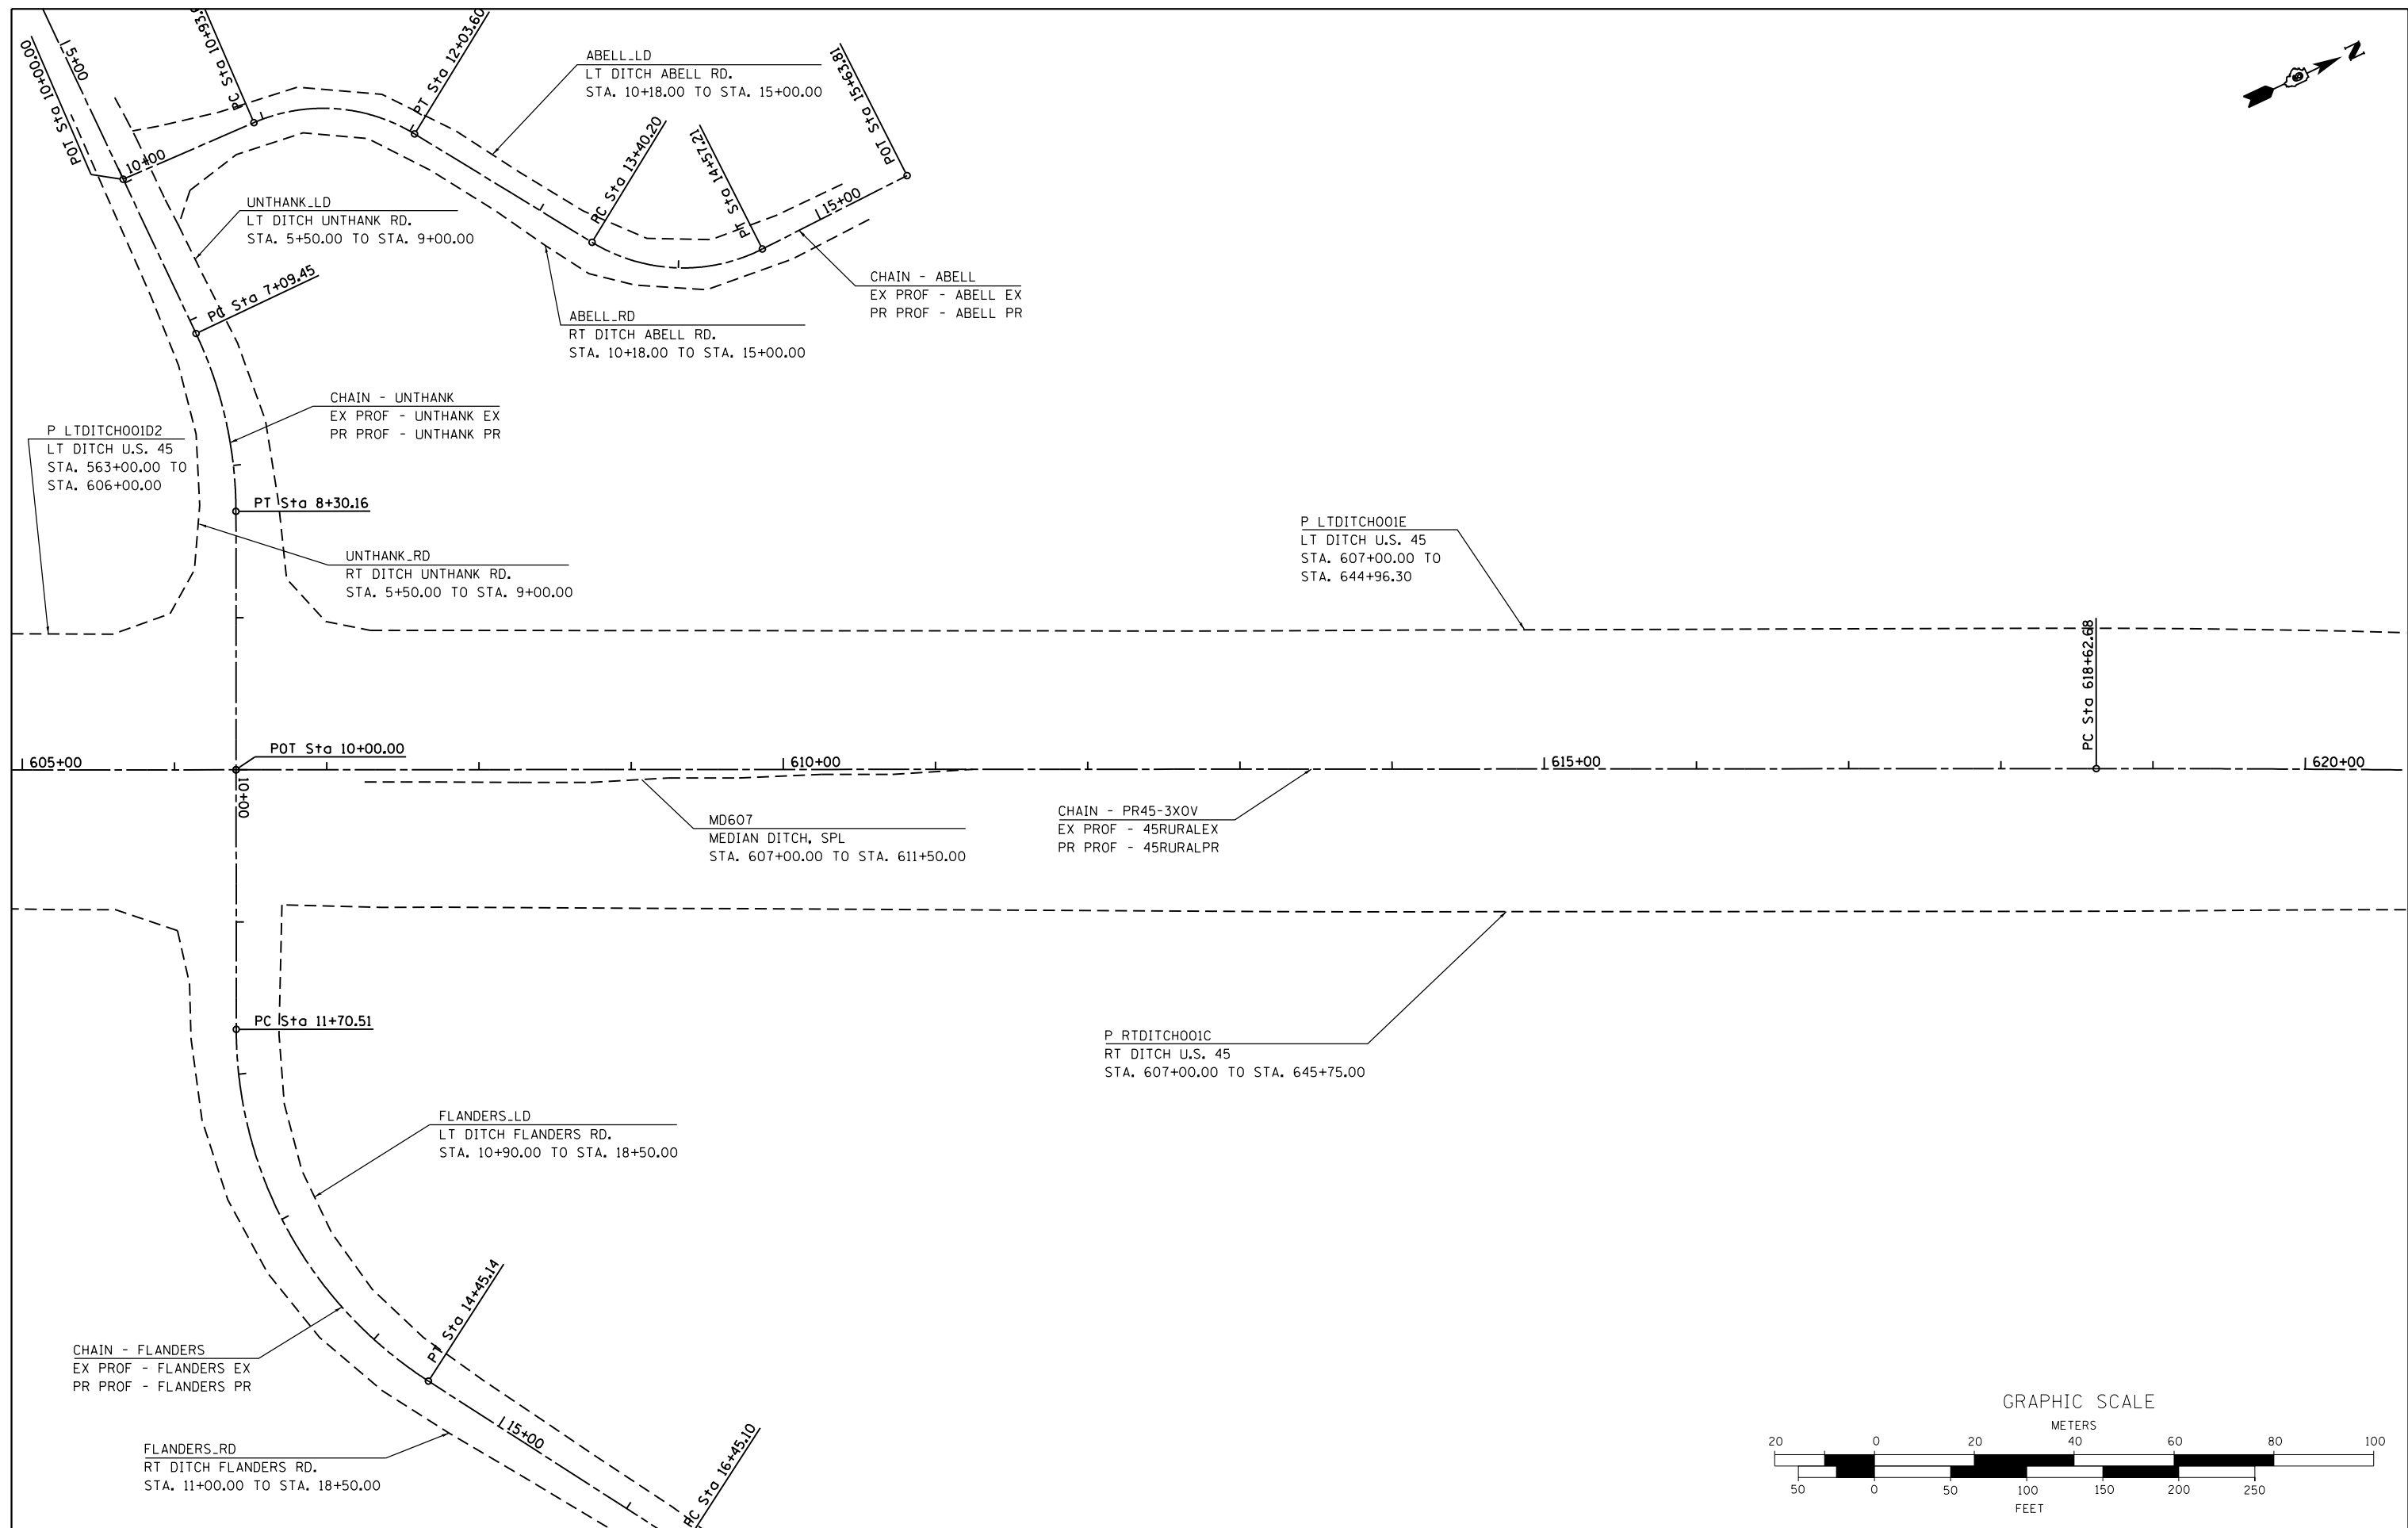 POT Sta 10+00.00
5+00
PC Sta 10+93.
PT Sta 12+03.60
ABELL_LD
LT DITCH ABELL RD.
STA. 10+18.00 TO STA. 15+00.00
POT Sta 15+63.81
N
10+00
PC Sta 13+40.20
PT Sta 14+57.21
15+00
UNTHANK_LD
LT DITCH UNTHANK RD.
STA. 5+50.00 TO STA. 9+00.00
PC Sta 7+09.45
CHAIN - ABELL
EX PROF - ABELL EX
PR PROF - ABELL PR
ABELL_RD
RT DITCH ABELL RD.
STA. 10+18.00 TO STA. 15+00.00
CHAIN - UNTHANK
EX PROF - UNTHANK EX
PR PROF - UNTHANK PR
P LTDITCH001D2
LT DITCH U.S. 45
STA. 563+00.00 TO
STA. 606+00.00
PT Sta 8+30.16
UNTHANK_RD
RT DITCH UNTHANK RD.
STA. 5+50.00 TO STA. 9+00.00
P LTDITCH001E
LT DITCH U.S. 45
STA. 607+00.00 TO
STA. 644+96.30
PC Sta 618+62.68
POT Sta 10+00.00
605+00
610+00
615+00
620+00
10+00
MD607
MEDIAN DITCH, SPL
STA. 607+00.00 TO STA. 611+50.00
CHAIN - PR45-3XOV
EX PROF - 45RURALEX
PR PROF - 45RURALPR
PC Sta 11+70.51
P RTDITCH001C
RT DITCH U.S. 45
STA. 607+00.00 TO STA. 645+75.00
FLANDERS_LD
LT DITCH FLANDERS RD.
STA. 10+90.00 TO STA. 18+50.00
PT Sta 14+45.14
CHAIN - FLANDERS
EX PROF - FLANDERS EX
PR PROF - FLANDERS PR
15+00
PC Sta 16+45.10
FLANDERS_RD
RT DITCH FLANDERS RD.
STA. 11+00.00 TO STA. 18+50.00
GRAPHIC SCALE
METERS
20 0 20 40 60 80 100
50 0 50 100 150 200 250
FEET